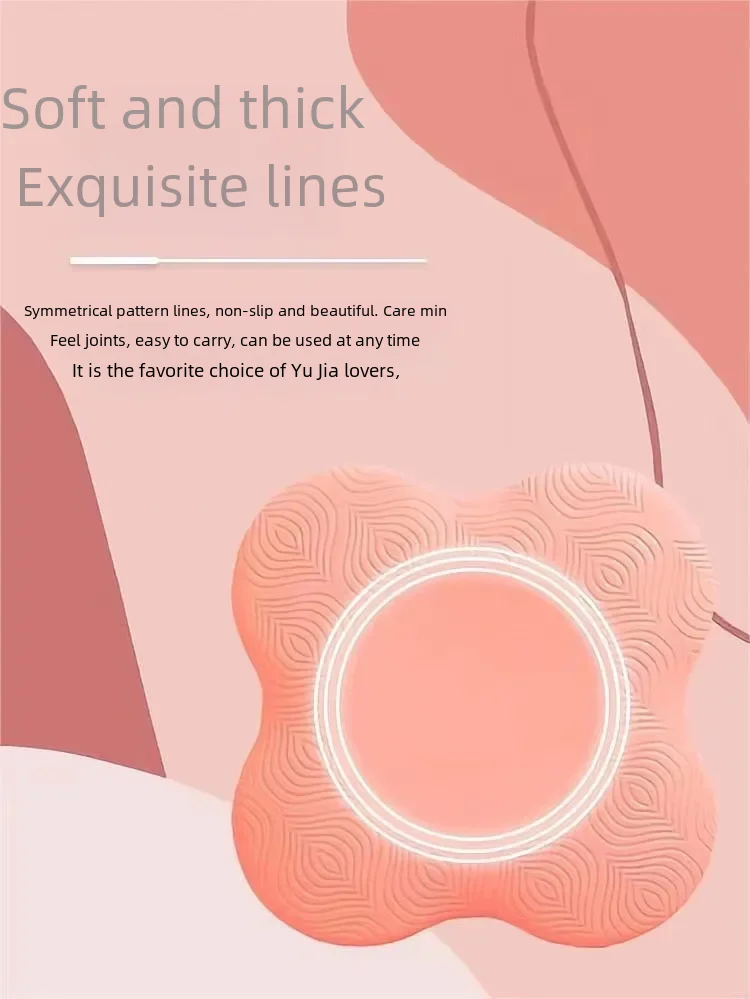 Soft and thick
Exquisite lines
Symmetrical pattern lines, non-slip and beautiful. Care min
Feel joints, easy to carry, can be used at any time
It is the favorite choice of Yu Jia lovers,